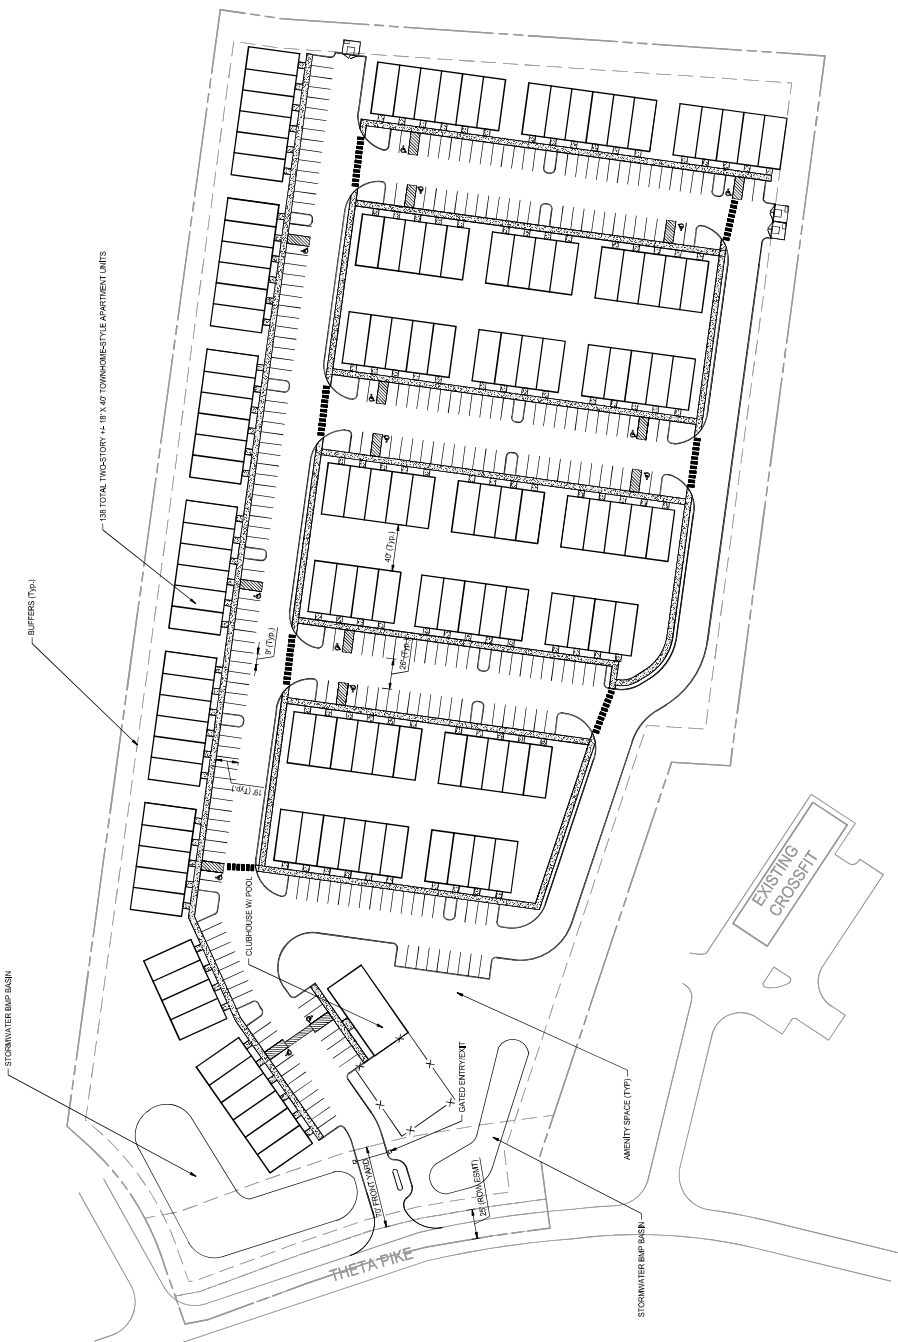 138 TOTAL TWO-STORY +/- 18' X 40' TOWNHOME-STYLE APARTMENT UNITS
BUFFERS (Typ.)
40' (Typ.)
9' (Typ.)
26' (Typ.)
19' (Typ.)
CLUBHOUSE W/ POOL
EXISTING
CROSSFIT
STORMWATER BMP BASIN
GATED ENTRY/EXIT
AMENITY SPACE (TYP)
70' FRONT YARD
25' (ROW ESMT)
STORMWATER BMP BASIN
THETA PIKE